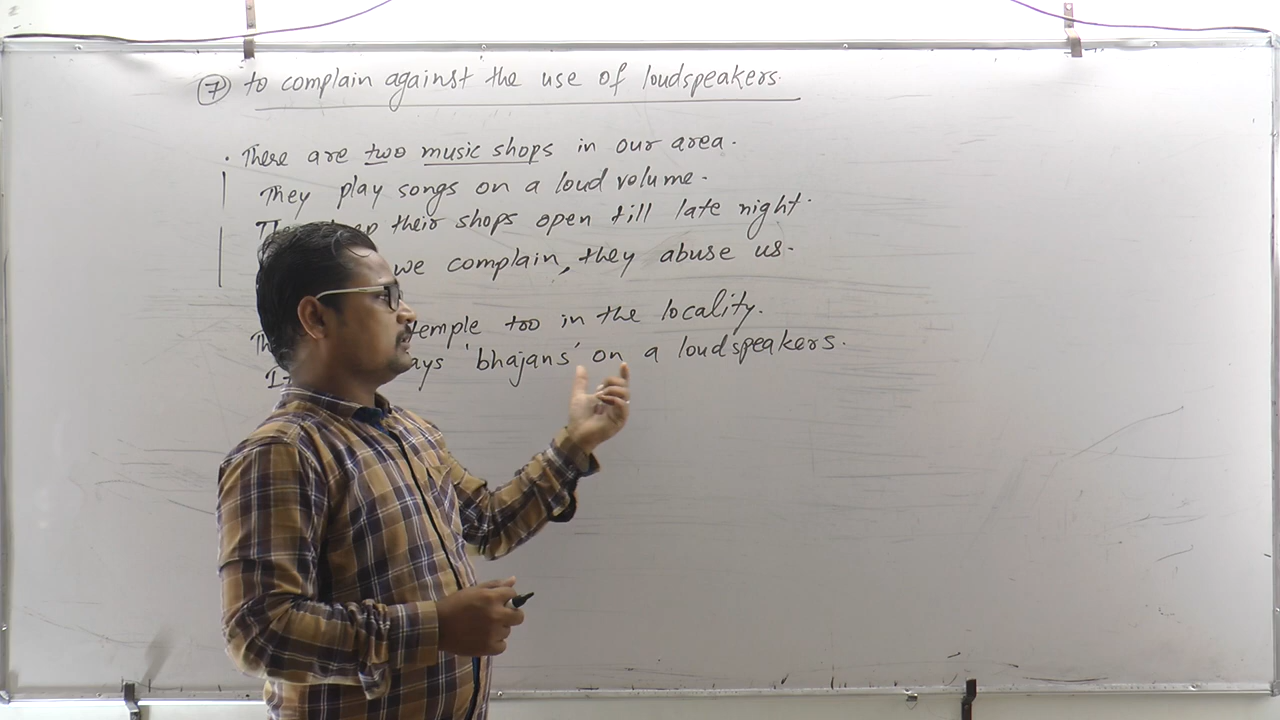 ⑦ to complain against the use of loudspeakers.
· There are two music shops in our area.
They play songs on a loud volume.
their shops open till late night.
we complain, they abuse us.
temple too in the locality.
'bhajans' on a loudspeakers.